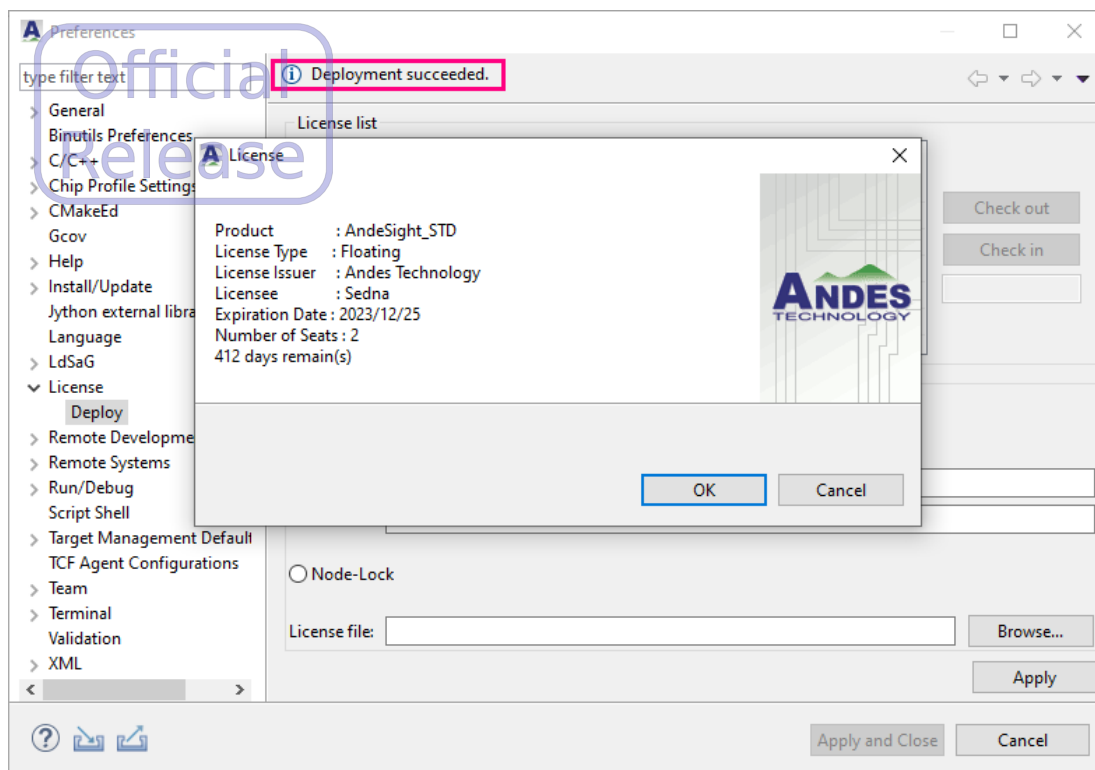 Preferences
Official
Release
type filter text
Deployment succeeded.
General
Binutils Preferences
C/C++
Chip Profile Settings
CMakeEd
Gcov
Help
Install/Update
Jython external libra
Language
LdSaG
License
Deploy
Remote Developme
Remote Systems
Run/Debug
Script Shell
Target Management Default
TCF Agent Configurations
Team
Terminal
Validation
XML
License list
Check out
Check in
License
Product : AndeSight_STD
License Type : Floating
License Issuer : Andes Technology
Licensee : Sedna
Expiration Date : 2023/12/25
Number of Seats : 2
412 days remain(s)
ANDES
TECHNOLOGY
OK
Cancel
Node-Lock
License file:
Browse...
Apply
Apply and Close
Cancel